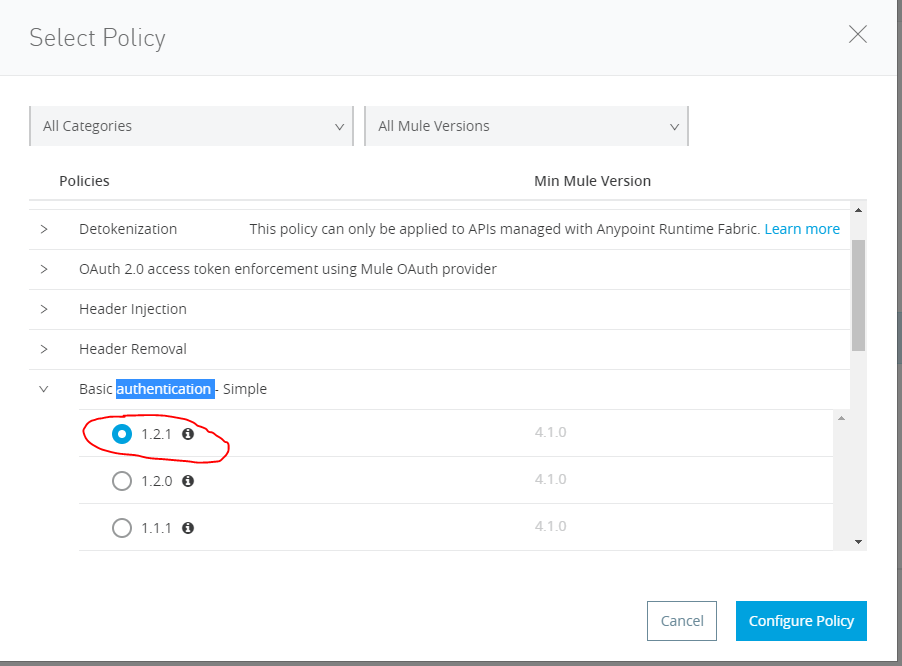 Select Policy
All Categories All Mule Versions
Policies Min Mule Version
Detokenization This policy can only be applied to APIs managed with Anypoint Runtime Fabric. Learn more
OAuth 2.0 access token enforcement using Mule OAuth provider
Header Injection
Header Removal
Basic authentication - Simple
1.2.1 4.1.0
1.2.0 4.1.0
1.1.1 4.1.0
Cancel Configure Policy